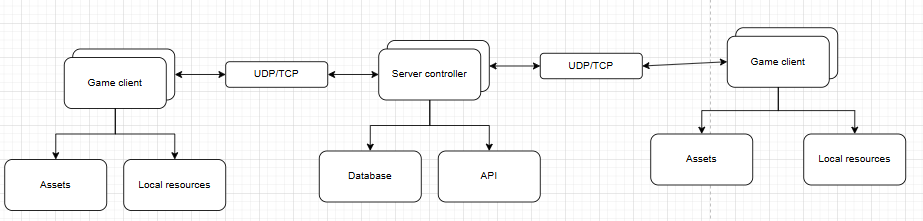 Game client
UDP/TCP
Server controller
UDP/TCP
Game client
Assets
Local resources
Database
API
Assets
Local resources